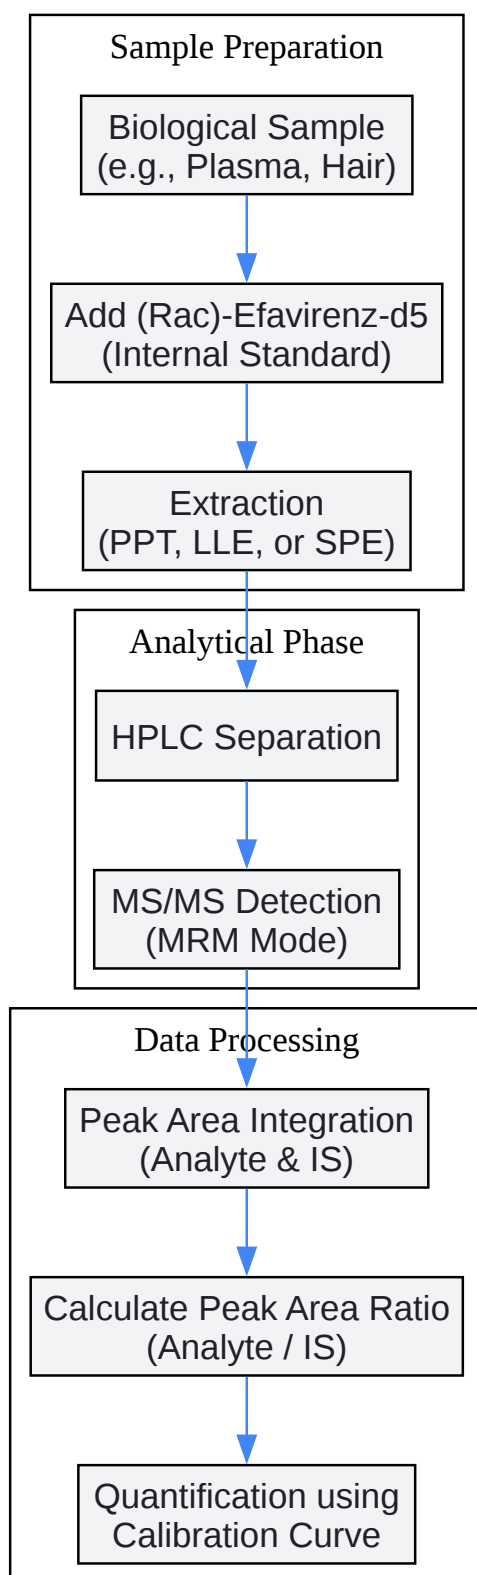 Sample Preparation
Biological Sample
(e.g., Plasma, Hair)
Add (Rac)-Efavirenz-d5
(Internal Standard)
Extraction
(PPT, LLE, or SPE)
Analytical Phase
HPLC Separation
MS/MS Detection
(MRM Mode)
Data Processing
Peak Area Integration
(Analyte & IS)
Calculate Peak Area Ratio
(Analyte / IS)
Quantification using
Calibration Curve